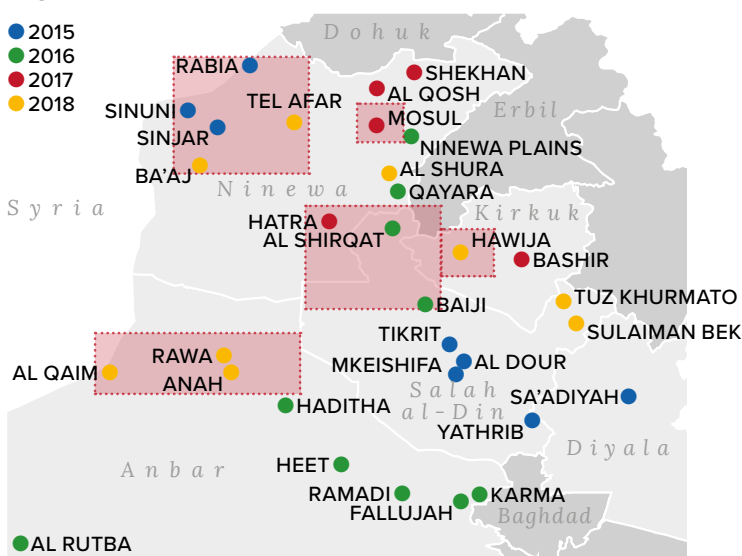 2015
2016
2017
2018
Dohuk
RABIA
SHEKHAN
AL QOSH
TEL AFAR
SINUNI
Erbil
MOSUL
SINJAR
NINEWA PLAINS
AL SHURA
BA'AJ
Ninewa
QAYARA
Syria
Kirkuk
HATRA
AL SHIRQAT
HAWIJA
BASHIR
TUZ KHURMATO
BAIJI
SULAIMAN BEK
TIKRIT
RAWA
AL DOUR
MKEISHIFA
AL QAIM
ANAH
Salah
al-Din
SA'ADIYAH
HADITHA
YATHRIB
Diyala
HEET
Anbar
RAMADI
KARMA
FALLUJAH
Baghdad
AL RUTBA